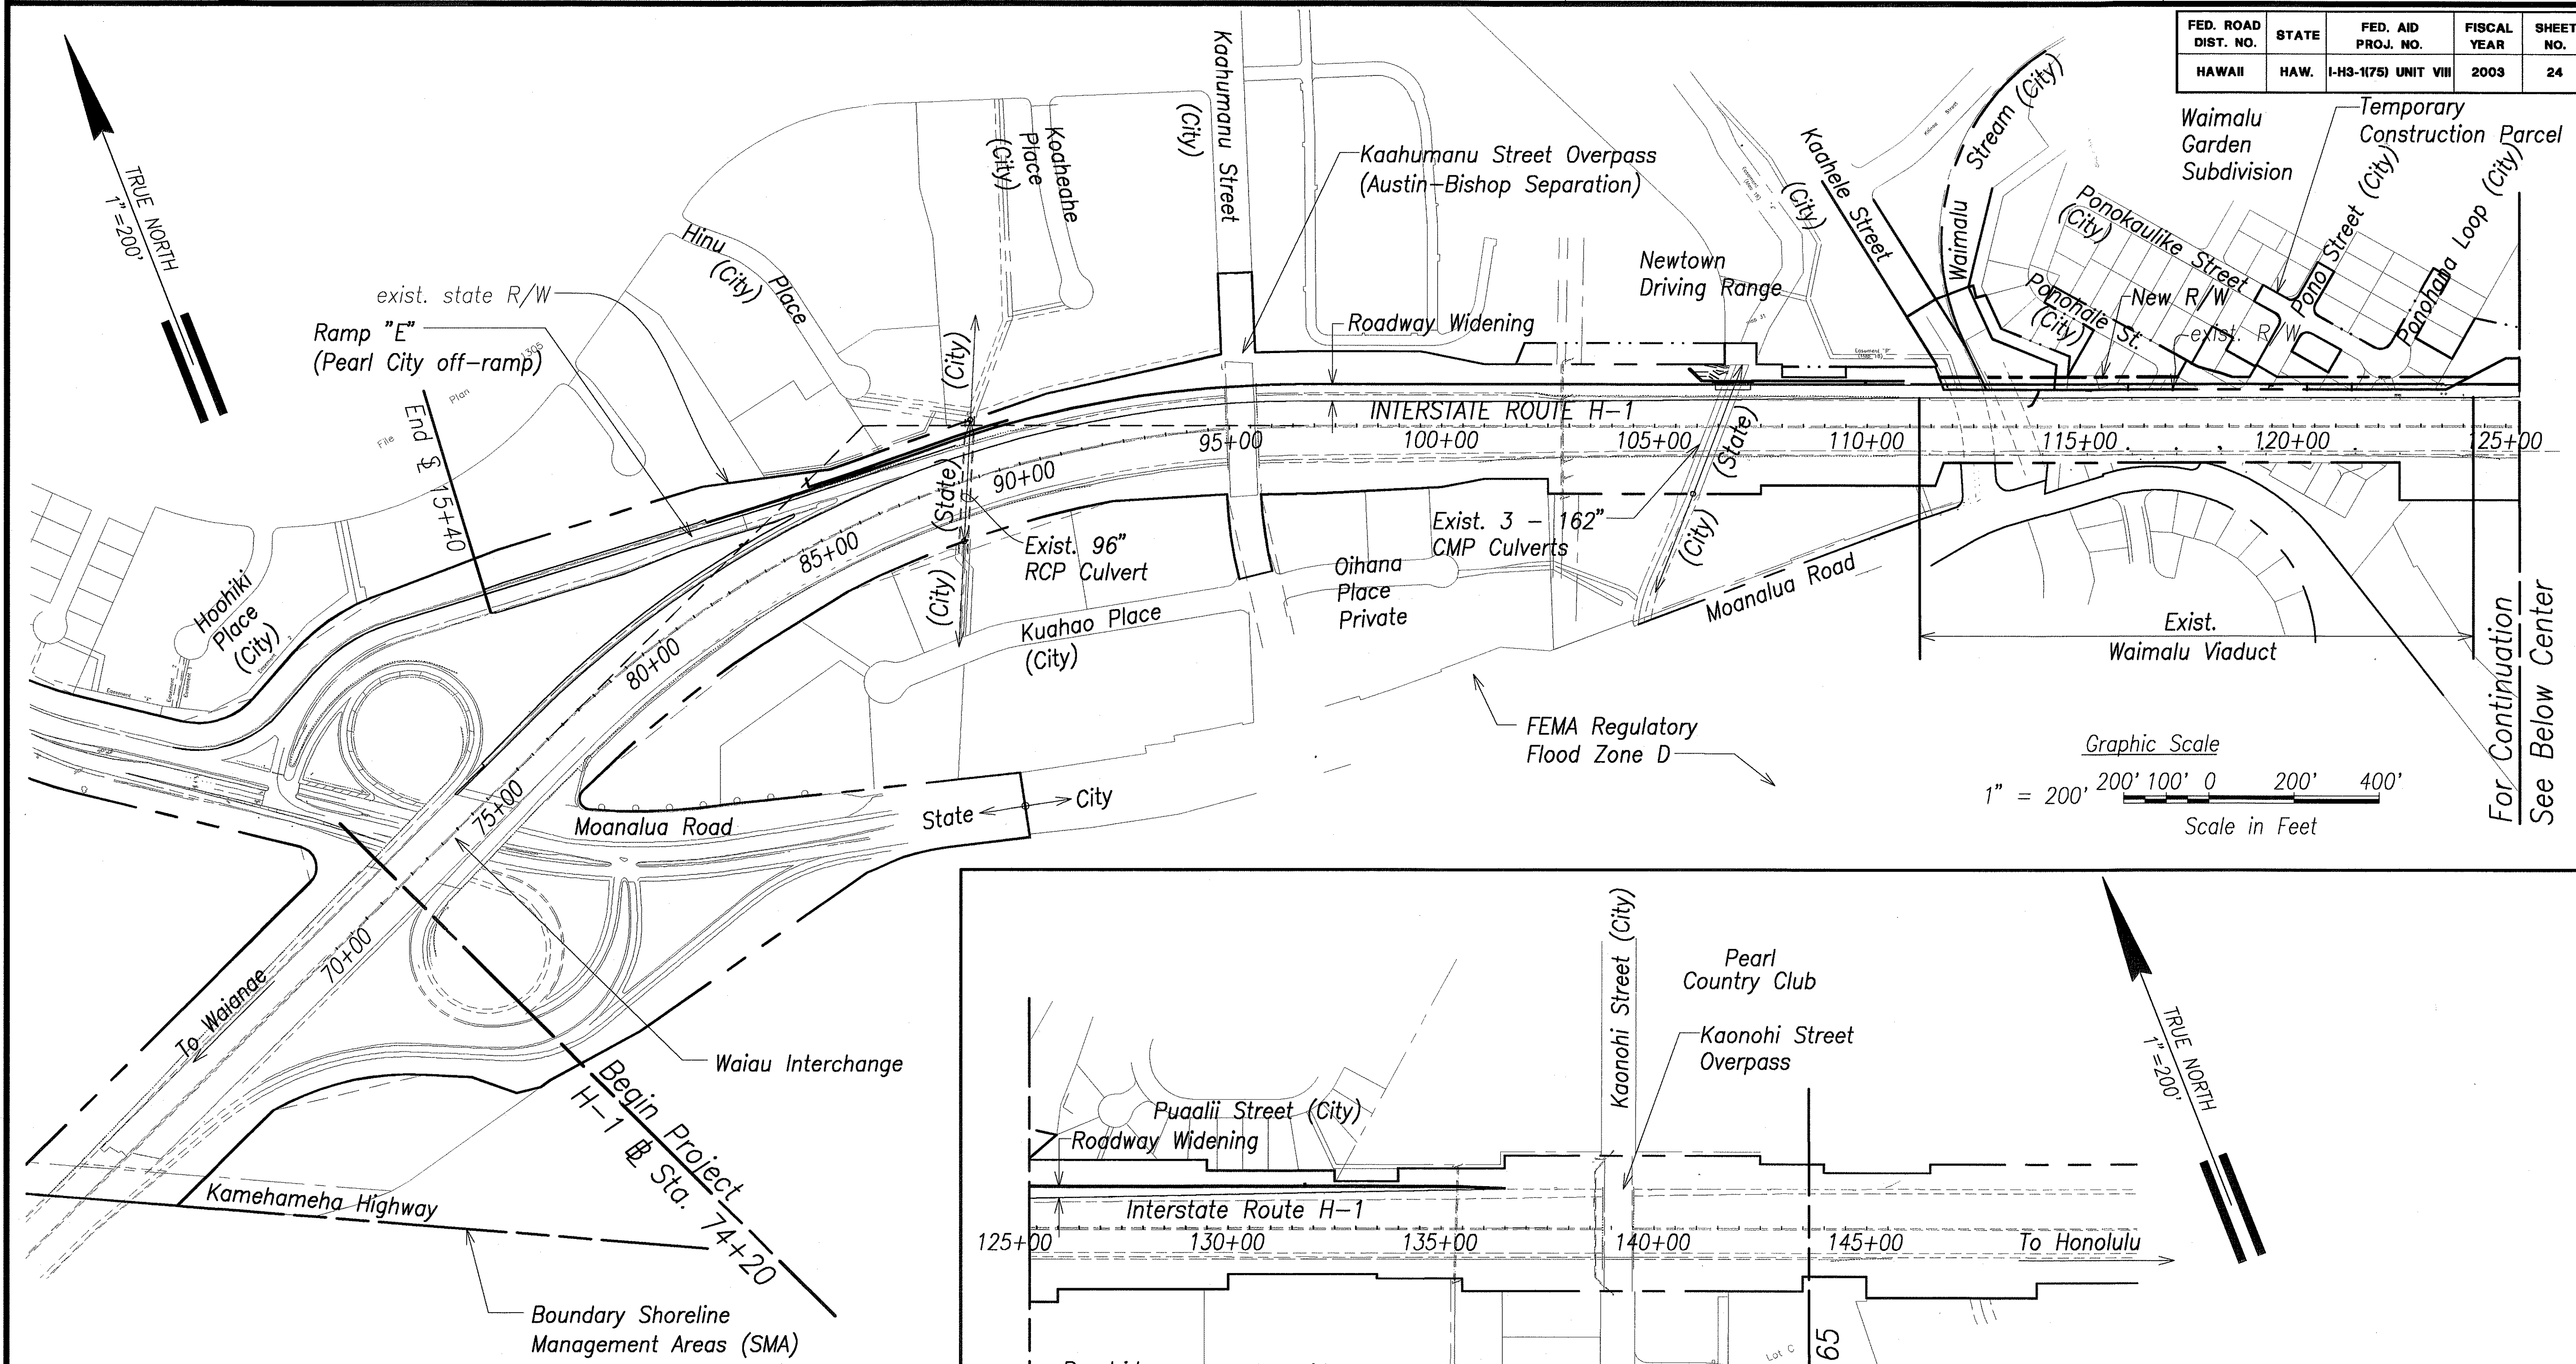 FED. ROAD DIST. NO.
STATE
FED. AID PROJ. NO.
FISCAL YEAR
SHEET NO.
HAWAII
HAW.
I-H3-1(75) UNIT VIII
2003
24
TRUE NORTH
1"=200'
exist. state R/W
Ramp "E"
(Pearl City off-ramp)
Hinu Place
(City)
Koaheahe
Place
(City)
Kaahumanu Street
(City)
Kaahumanu Street Overpass
(Austin-Bishop Separation)
Roadway Widening
Newtown
Driving Range
Kaahele Street
(City)
Waimalu Stream (City)
Waimalu
Garden
Subdivision
Temporary
Construction Parcel
Ponokaulike Street
(City)
Ponohale St.
(City)
Pono Street (City)
Ponohana Loop (City)
New R/W
exist. R/W
File Plan 1305
End ⅊ 15+40
Hoohiki
Place
(City)
Easement
(City)
(State)
(City)
INTERSTATE ROUTE H-1
70+00
75+00
80+00
85+00
90+00
95+00
100+00
105+00
110+00
115+00
120+00
125+00
Exist. 96"
RCP Culvert
Exist. 3 - 162"
CMP Culverts
(State)
(City)
Kuahao Place
(City)
Oihana
Place
Private
Moanalua Road
Exist.
Waimalu Viaduct
For Continuation
See Below Center
FEMA Regulatory
Flood Zone D
Graphic Scale
1" = 200'
200' 100' 0 200' 400'
Scale in Feet
Moanalua Road
State
City
To Waianae
Waiau Interchange
Begin Project
H-1 ⅊ Sta. 74+20
Kamehameha Highway
Boundary Shoreline
Management Areas (SMA)
Kaonohi Street (City)
Pearl
Country Club
Kaonohi Street
Overpass
Puaalii Street (City)
Roadway Widening
Interstate Route H-1
125+00
130+00
135+00
140+00
145+00
To Honolulu
TRUE NORTH
1"=200'
65
Lot C